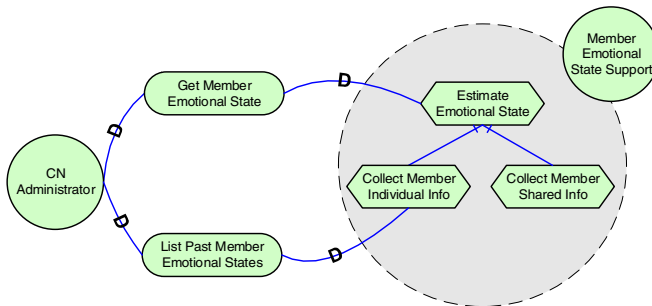 Member
Emotional
State Support
Get Member
Emotional State
D
Estimate
Emotional State
D
CN
Administrator
Collect Member
Individual Info
Collect Member
Shared Info
D
List Past Member
Emotional States
D